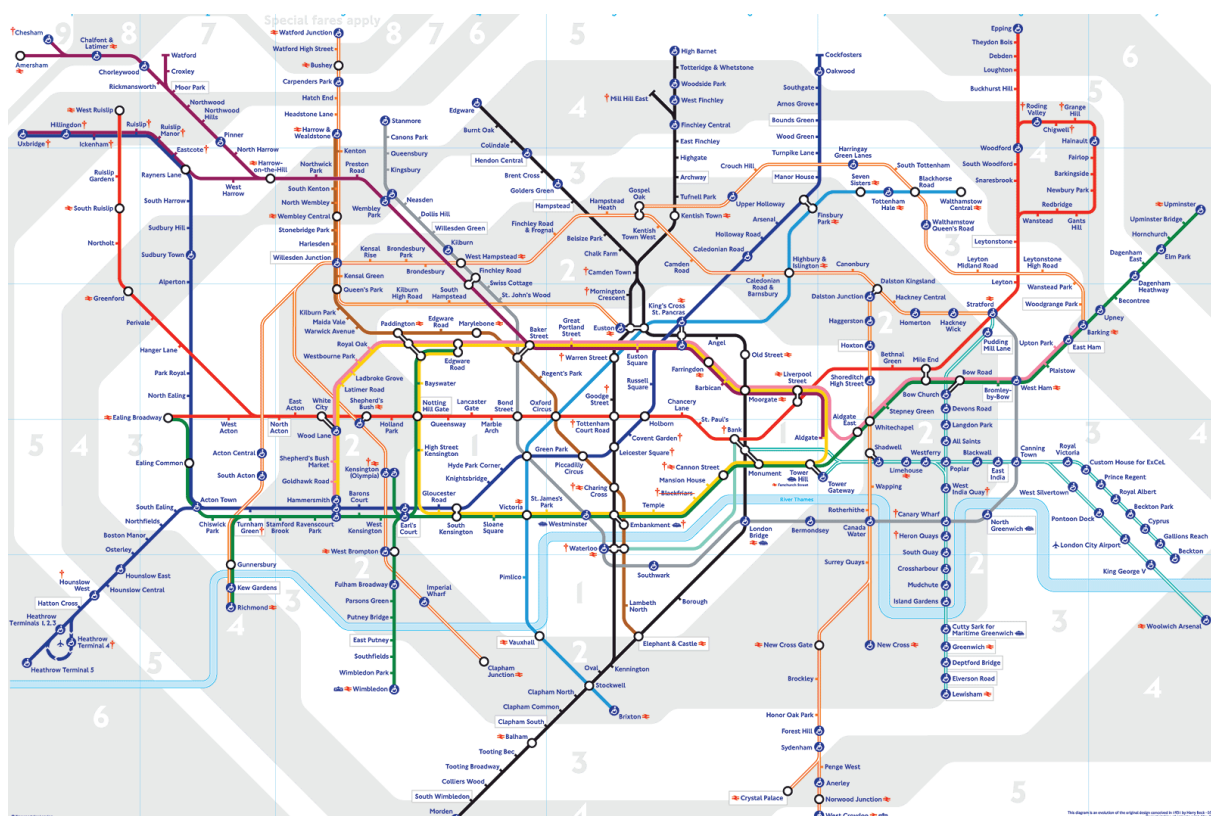 Special fares apply
9
8
7
8
7
6
5
6
Chesham
Chalfont &
Latimer
Amersham
Chorleywood
Rickmansworth
Watford
Croxley
Moor Park
Northwood
Northwood
Hills
Pinner
North Harrow
Harrow-
on-the-Hill
West
Harrow
Northwick
Park
Preston
Road
Wembley
Park
Watford Junction
Watford High Street
Bushey
Carpenders Park
Hatch End
Headstone Lane
Harrow &
Wealdstone
Kenton
South Kenton
North Wembley
Wembley Central
Stonebridge Park
Harlesden
Willesden Junction
Kensal Green
Queen's Park
Kilburn Park
Maida Vale
Warwick Avenue
Stanmore
Canons Park
Queensbury
Kingsbury
Neasden
Dollis Hill
Willesden Green
Kilburn
West Hampstead
Finchley Road
Swiss Cottage
St. John's Wood
West Ruislip
Hillingdon
Uxbridge
Ickenham
Ruislip
Ruislip
Manor
Eastcote
Rayners Lane
Ruislip
Gardens
South Ruislip
Northolt
Greenford
Perivale
Hanger Lane
South Harrow
Sudbury Hill
Sudbury Town
Alperton
Park Royal
North Ealing
Ealing Broadway
Ealing Common
West
Acton
North
Acton
East
Acton
White
City
Shepherd's
Bush
Holland
Park
Notting
Hill Gate
Lancaster
Gate
Queensway
Marble
Arch
Bond
Street
Oxford
Circus
Tottenham
Court Road
Holborn
Chancery
Lane
St. Paul's
Bank
Edgware
Burnt Oak
Colindale
Hendon Central
Brent Cross
Golders Green
Hampstead
Belsize Park
Chalk Farm
Camden Town
Mornington
Crescent
Euston
High Barnet
Totteridge & Whetstone
Woodside Park
West Finchley
Mill Hill East
Finchley Central
East Finchley
Highgate
Archway
Tufnell Park
Kentish Town
Cockfosters
Oakwood
Southgate
Arnos Grove
Bounds Green
Wood Green
Turnpike Lane
Manor House
Finsbury
Park
Arsenal
Holloway Road
Caledonian Road
King's Cross
St. Pancras
Crouch Hill
Harringay
Green Lanes
South Tottenham
Seven
Sisters
Tottenham
Hale
Blackhorse
Road
Walthamstow
Central
Walthamstow
Queen's Road
Upper Holloway
Gospel
Oak
Hampstead
Heath
Finchley Road
& Frognal
Kentish
Town West
Camden
Road
Caledonian
Road &
Barnsbury
Highbury &
Islington
Canonbury
Dalston Kingsland
Dalston Junction
Hackney Central
Homerton
Hackney
Wick
Stratford
Leyton
Midland Road
Leytonstone
High Road
Wanstead Park
Woodgrange Park
Barking
Epping
Theydon Bois
Debden
Loughton
Buckhurst Hill
Roding
Valley
Grange
Hill
Chigwell
Hainault
Woodford
South Woodford
Snaresbrook
Fairlop
Barkingside
Newbury Park
Redbridge
Wanstead
Gants
Hill
Leytonstone
Leyton
Upminster
Upminster Bridge
Hornchurch
Elm Park
Dagenham
East
Dagenham
Heathway
Becontree
Upney
East Ham
Upton Park
Plaistow
West Ham
Bromley-
by-Bow
Bow Road
Mile End
Bethnal
Green
Pudding
Mill Lane
Bow Church
Stepney Green
Devons Road
Langdon Park
All Saints
Kensal
Rise
Brondesbury
Park
Brondesbury
Kilburn
High Road
South
Hampstead
Paddington
Edgware
Road
Marylebone
Baker
Street
Great
Portland
Street
Warren Street
Euston
Square
Angel
Old Street
Farringdon
Barbican
Moorgate
Liverpool
Street
Royal Oak
Westbourne Park
Ladbroke Grove
Latimer Road
Edgware
Road
Bayswater
Regent's Park
Goodge
Street
Russell
Square
Haggerston
Hoxton
Shoreditch
High Street
Whitechapel
Aldgate
East
Aldgate
Wood Lane
Shepherd's Bush
Market
Goldhawk Road
Hammersmith
Kensington
(Olympia)
High Street
Kensington
Hyde Park Corner
Knightsbridge
Green Park
Piccadilly
Circus
Covent Garden
Leicester Square
Charing
Cross
Cannon Street
Mansion House
Blackfriars
Monument
Tower
Hill
Fenchurch Street
Tower
Gateway
Shadwell
Limehouse
Westferry
Poplar
Blackwall
East
India
Canning
Town
Royal
Victoria
Custom House for ExCeL
Prince Regent
Royal Albert
Beckton Park
Cyprus
Gallions Reach
Beckton
West Silvertown
Pontoon Dock
London City Airport
King George V
Woolwich Arsenal
Acton Central
South Acton
Acton Town
South Ealing
Northfields
Boston Manor
Osterley
Hounslow East
Hounslow Central
Hounslow
West
Hatton Cross
Heathrow
Terminals 1, 2, 3
Heathrow
Terminal 4
Heathrow Terminal 5
Chiswick
Park
Turnham
Green
Stamford
Brook
Ravenscourt
Park
Barons
Court
West
Kensington
Earl's
Court
Gloucester
Road
South
Kensington
Sloane
Square
Victoria
St. James's
Park
Westminster
Embankment
Temple
River Thames
Waterloo
Southwark
London
Bridge
Bermondsey
Canada
Water
Rotherhithe
Wapping
West
India Quay
Canary Wharf
North
Greenwich
Heron Quays
South Quay
Crossharbour
Mudchute
Island Gardens
Cutty Sark for
Maritime Greenwich
Greenwich
Deptford Bridge
Elverson Road
Lewisham
Gunnersbury
Kew Gardens
Richmond
West Brompton
Fulham Broadway
Parsons Green
Putney Bridge
East Putney
Southfields
Wimbledon Park
Wimbledon
Imperial
Wharf
Clapham
Junction
Pimlico
Vauxhall
Lambeth
North
Elephant & Castle
Borough
Kennington
Oval
Stockwell
Brixton
Clapham North
Clapham Common
Clapham South
Balham
Tooting Bec
Tooting Broadway
Colliers Wood
South Wimbledon
Morden
Surrey Quays
New Cross Gate
New Cross
Brockley
Honor Oak Park
Forest Hill
Sydenham
Penge West
Anerley
Crystal Palace
Norwood Junction
West Croydon
5
4
3
2
1
6
This diagram is an evolution of the original design conceived in 1931 by Harry Beck